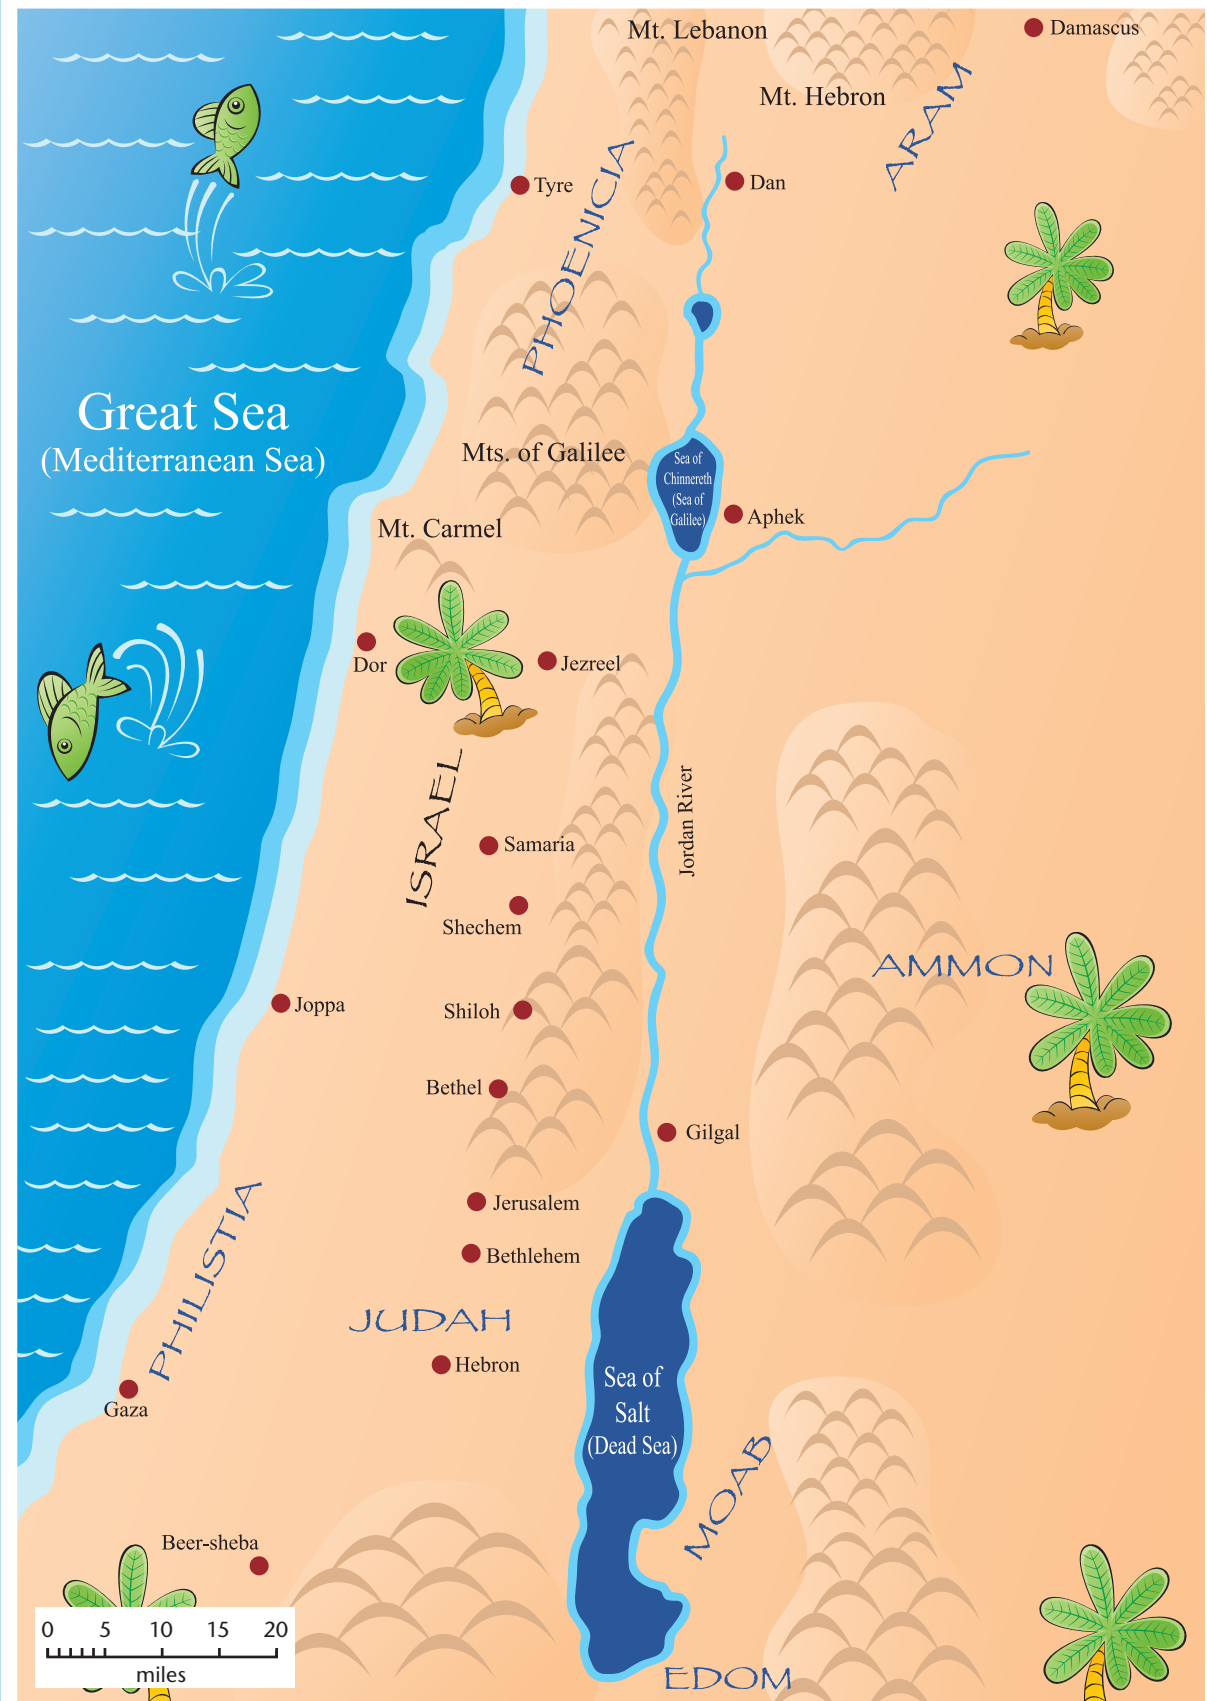 Mt. Lebanon
Damascus
Mt. Hebron
ARAM
PHOENICIA
Tyre
Dan
Great Sea
(Mediterranean Sea)
Mts. of Galilee
Sea of
Chinnereth
(Sea of
Galilee)
Aphek
Mt. Carmel
Dor
Jezreel
ISRAEL
Jordan River
Samaria
Shechem
AMMON
Joppa
Shiloh
Bethel
Gilgal
PHILISTIA
Jerusalem
Bethlehem
JUDAH
Hebron
Gaza
Sea of
Salt
(Dead Sea)
MOAB
Beer-sheba
0 5 10 15 20
miles
EDOM